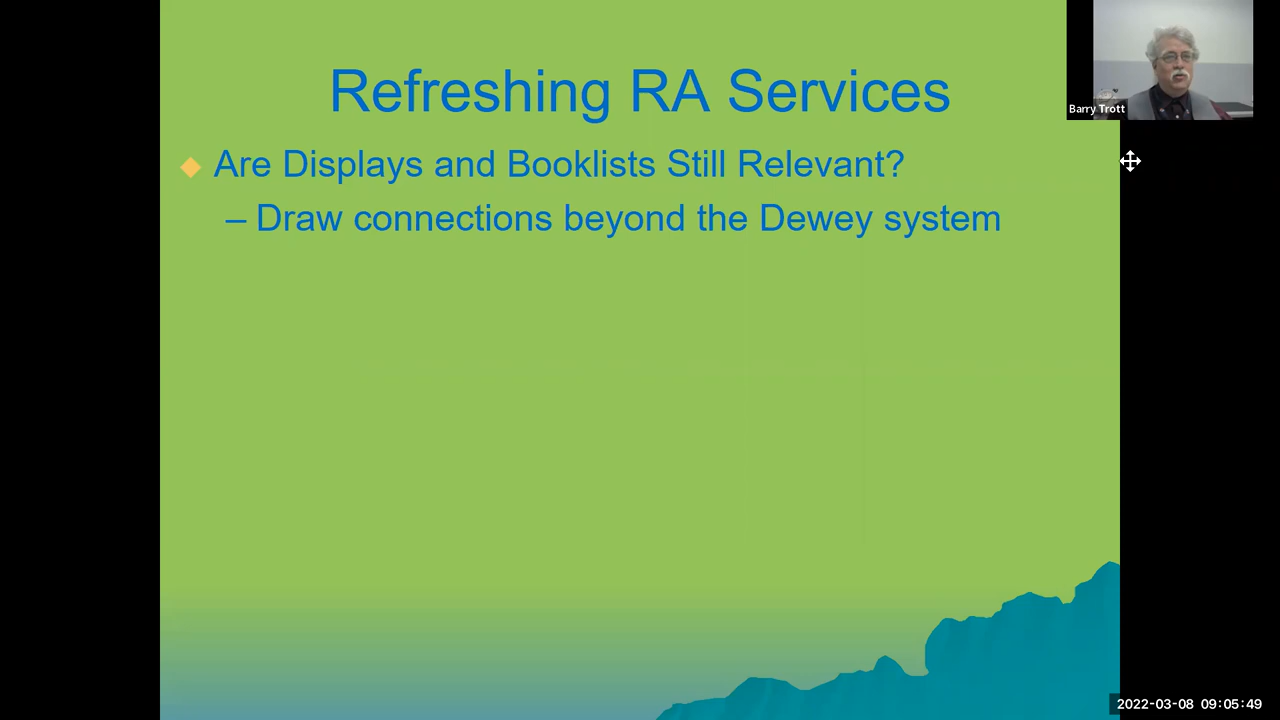 Refreshing RA Services
Barry Trott
Are Displays and Booklists Still Relevant?
– Draw connections beyond the Dewey system
2022-03-08 09:05:49